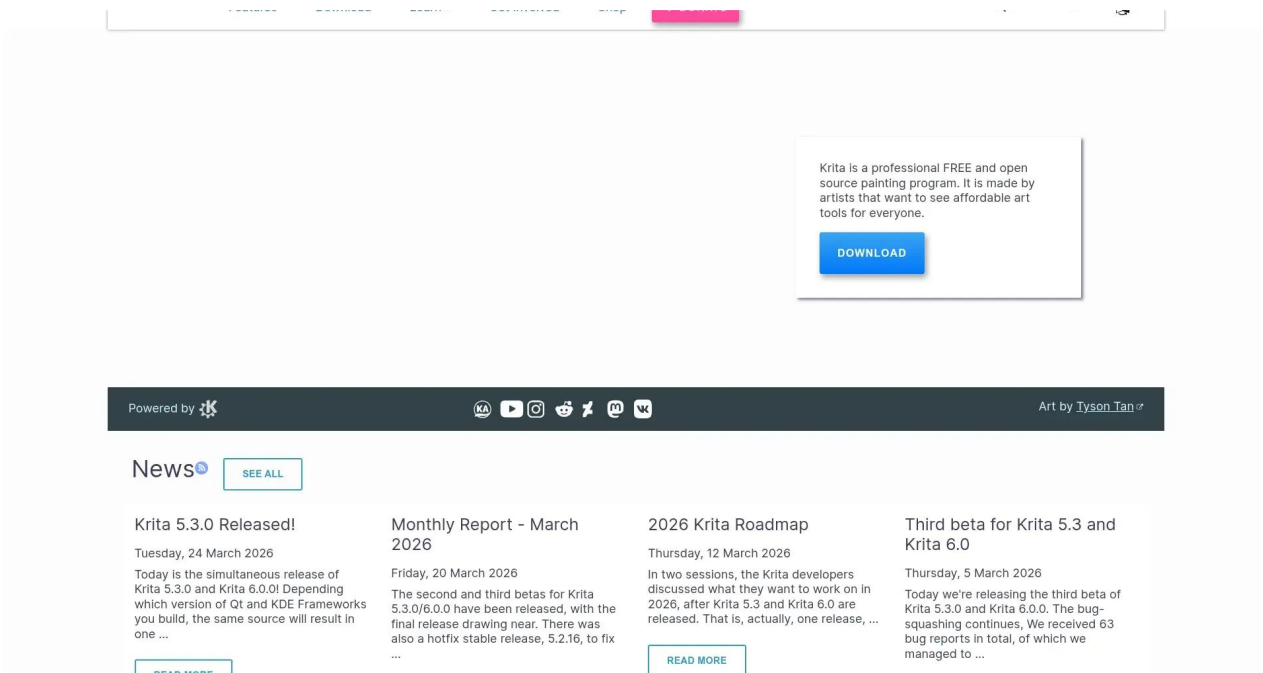 Features Download Learn Get Involved Shop DONATE
Krita is a professional FREE and open
source painting program. It is made by
artists that want to see affordable art
tools for everyone.
DOWNLOAD
Powered by
KA
Art by Tyson Tan
News
SEE ALL
Krita 5.3.0 Released!
Tuesday, 24 March 2026
Today is the simultaneous release of
Krita 5.3.0 and Krita 6.0.0! Depending
which version of Qt and KDE Frameworks
you build, the same source will result in
one ...
READ MORE
Monthly Report - March
2026
Friday, 20 March 2026
The second and third betas for Krita
5.3.0/6.0.0 have been released, with the
final release drawing near. There was
also a hotfix stable release, 5.2.16, to fix
...
2026 Krita Roadmap
Thursday, 12 March 2026
In two sessions, the Krita developers
discussed what they want to work on in
2026, after Krita 5.3 and Krita 6.0 are
released. That is, actually, one release, ...
READ MORE
Third beta for Krita 5.3 and
Krita 6.0
Thursday, 5 March 2026
Today we're releasing the third beta of
Krita 5.3.0 and Krita 6.0.0. The bug-
squashing continues, We received 63
bug reports in total, of which we
managed to ...